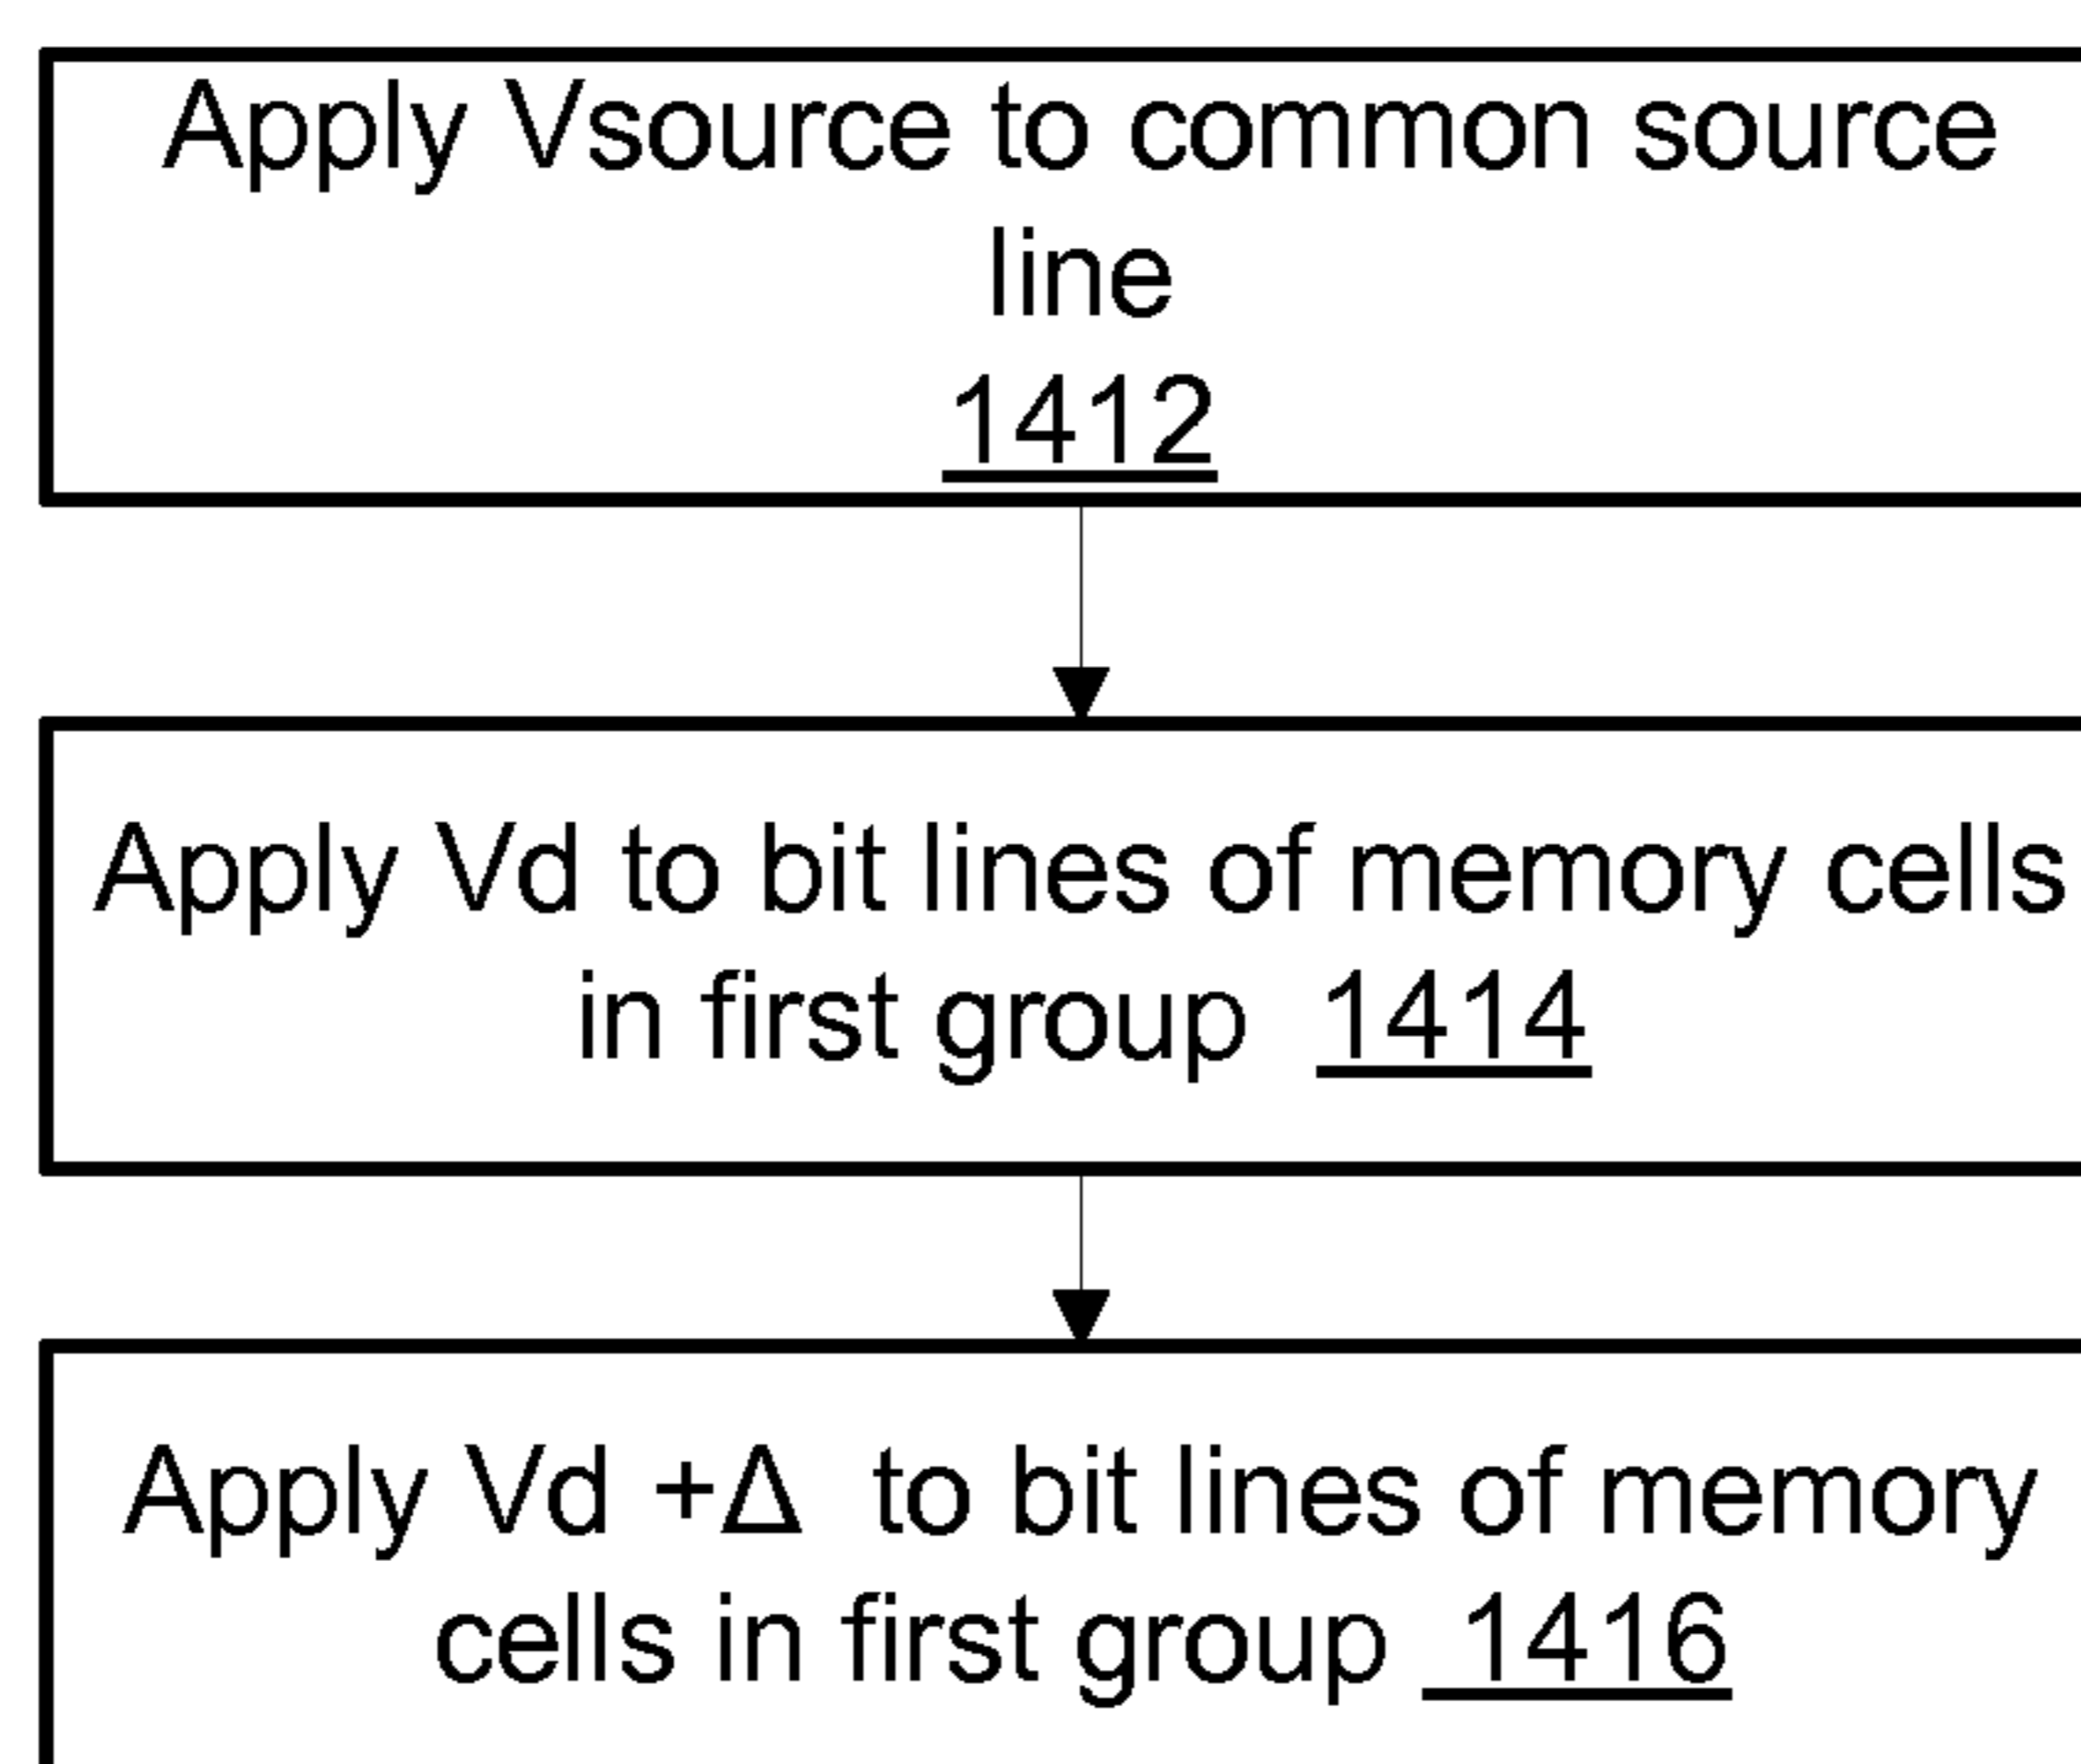 Apply Vsource to common source
line
1412
Apply Vd to bit lines of memory cells
in first group 1414
Apply Vd +Δ to bit lines of memory
cells in first group 1416